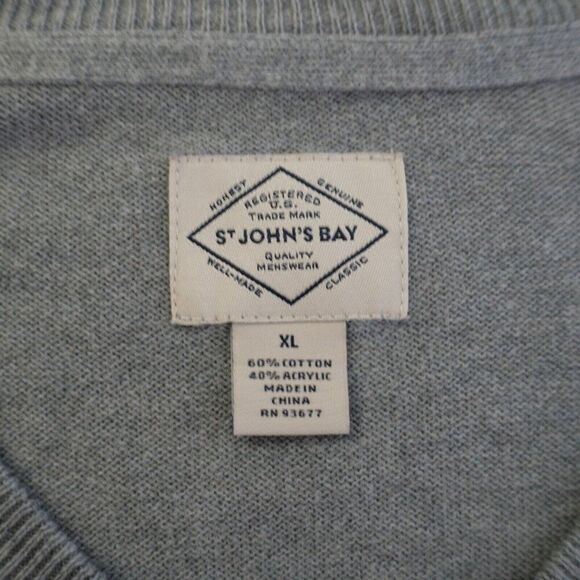 HONEST
GENUINE
REGISTERED
U.S.
TRADE MARK
ST JOHN'S BAY
QUALITY
MENSWEAR
WELL-MADE
CLASSIC
XL
60% COTTON
40% ACRYLIC
MADE IN
CHINA
RN 93677